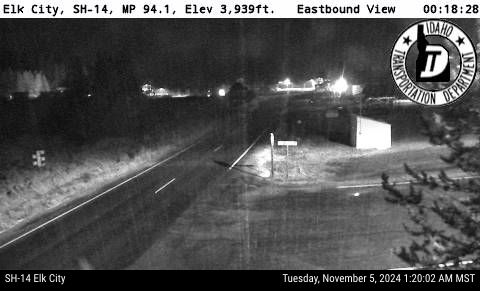 Elk City, SH-14, MP 94.1, Elev 3,939ft. Eastbound View 00:18:28
IDAHO
TRANSPORTATION DEPARTMENT
SH-14 Elk City Tuesday, November 5, 2024 1:20:02 AM MST